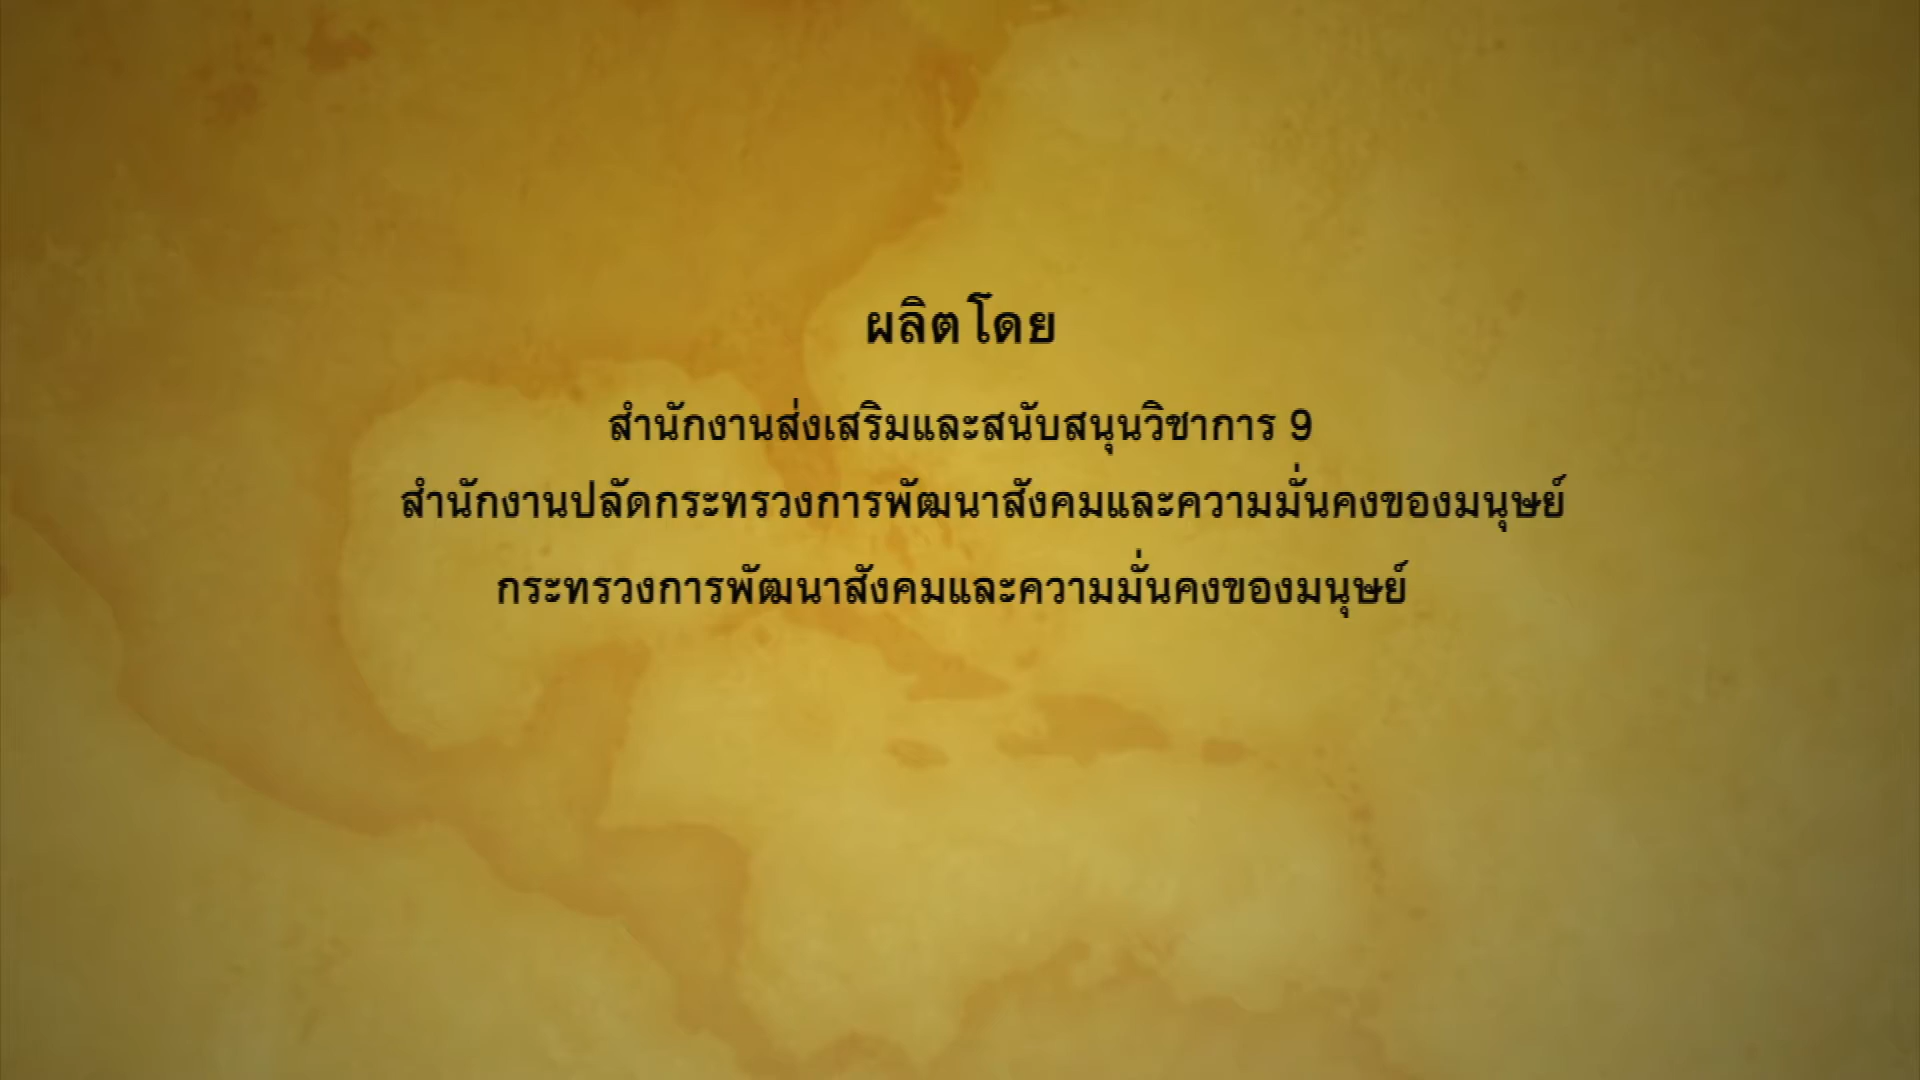 ผลิตโดย
สำนักงานส่งเสริมและสนับสนุนวิชาการ 9
สำนักงานปลัดกระทรวงการพัฒนาสังคมและความมั่นคงของมนุษย์
กระทรวงการพัฒนาสังคมและความมั่นคงของมนุษย์